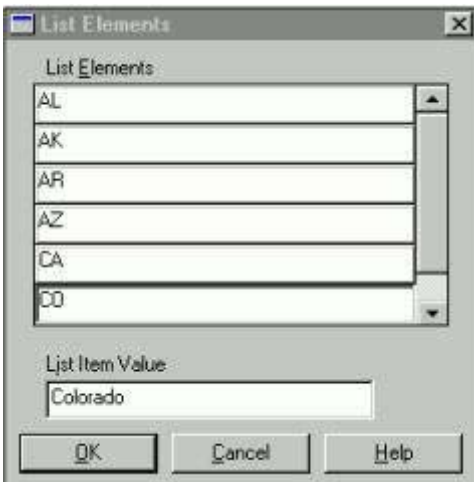 List Elements
List Elements
AL
AK
AR
AZ
CA
CO
List Item Value
Colorado
OK Cancel Help